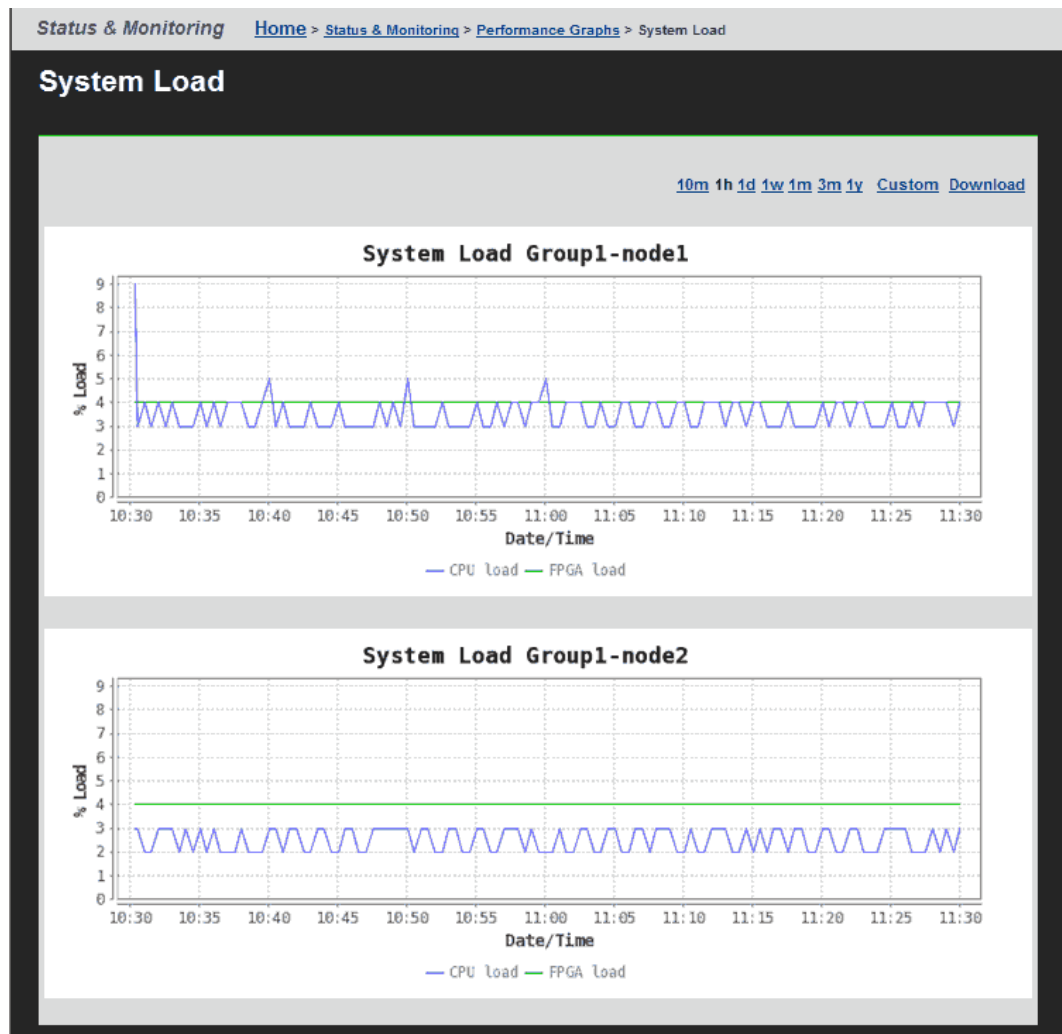 Status & Monitoring Home > Status & Monitoring > Performance Graphs > System Load
System Load
10m 1h 1d 1w 1m 3m 1y Custom Download
System Load Group1-node1
9
8
7
6
5
4
3
2
1
0
% Load
10:30 10:35 10:40 10:45 10:50 10:55 11:00 11:05 11:10 11:15 11:20 11:25 11:30
Date/Time
CPU load FPGA load
System Load Group1-node2
9
8
7
6
5
4
3
2
1
0
% Load
10:30 10:35 10:40 10:45 10:50 10:55 11:00 11:05 11:10 11:15 11:20 11:25 11:30
Date/Time
CPU load FPGA load